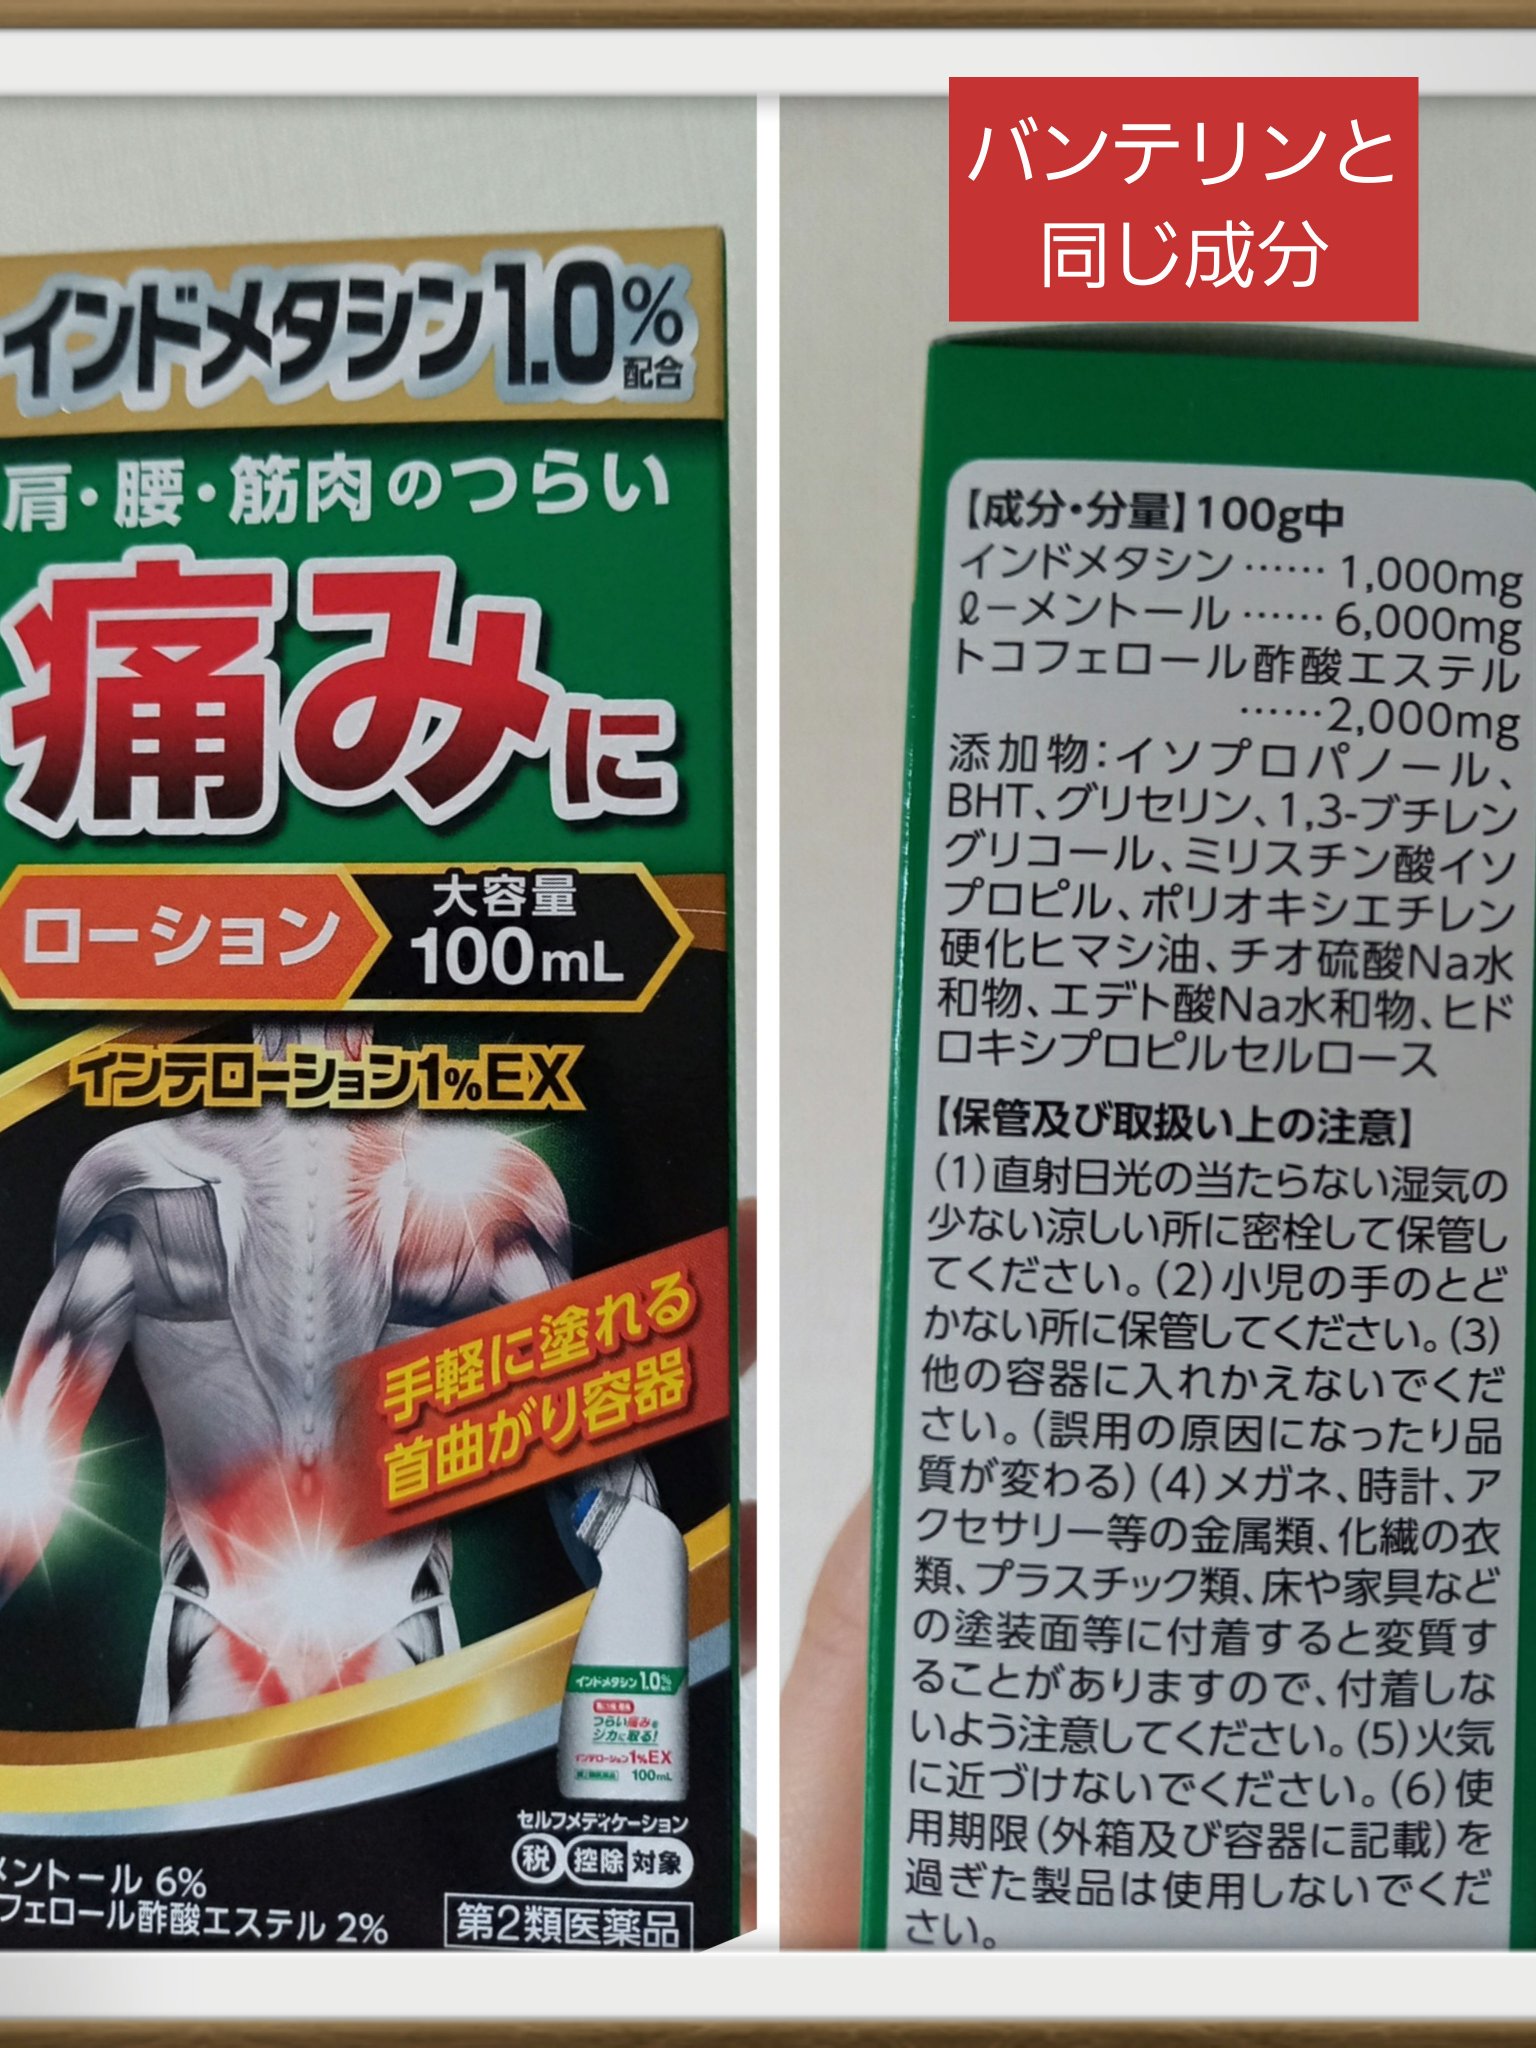 インドメタシン1.0%配合
肩・腰・筋肉のつらい
痛みに
ローション
大容量
100mL
インテローション1%EX
手軽に塗れる
首曲がり容器
インドメタシン1.0%
つらい痛みを
ジカに取る!
インテローション1%EX
100mL
セルフメディケーション
税 控除 対象
メントール 6%
フェロール酢酸エステル 2%
第2類医薬品
バンテリンと
同じ成分
【成分・分量】100g中
インドメタシン……1,000mg
ℓ−メントール……6,000mg
トコフェロール酢酸エステル
……2,000mg
添加物：イソプロパノール、
BHT、グリセリン、1,3-ブチレン
グリコール、ミリスチン酸イソ
プロピル、ポリオキシエチレン
硬化ヒマシ油、チオ硫酸Na水
和物、エデト酸Na水和物、ヒド
ロキシプロピルセルロース
【保管及び取扱い上の注意】
(1)直射日光の当たらない湿気の
少ない涼しい所に密栓して保管し
てください。(2)小児の手のとど
かない所に保管してください。(3)
他の容器に入れかえないでくだ
さい。(誤用の原因になったり品
質が変わる)(4)メガネ、時計、ア
クセサリー等の金属類、化繊の衣
類、プラスチック類、床や家具など
の塗装面等に付着すると変質す
ることがありますので、付着しな
いよう注意してください。(5)火気
に近づけないでください。(6)使
用期限(外箱及び容器に記載)を
過ぎた製品は使用しないでくだ
さい。